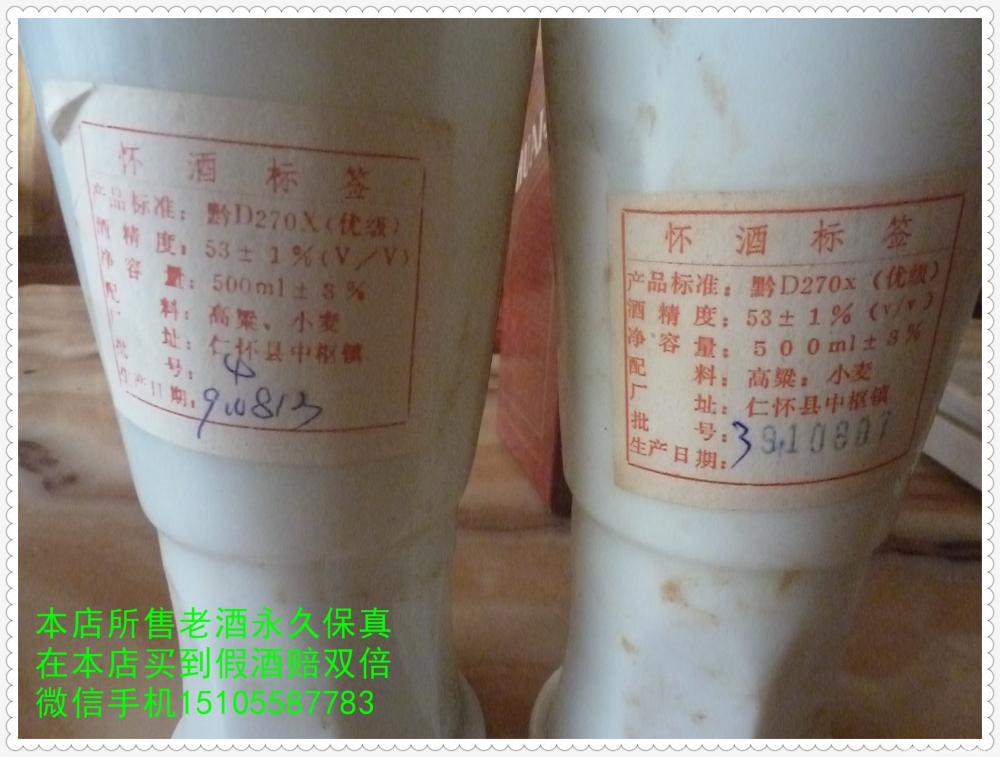 怀酒标签
产品标准：黔D270X(优级)
酒精度：53±1%(V/V)
净容量：500ml±3%
配料：高粱、小麦
厂址：仁怀县中枢镇
批号：
生产日期：910813
怀酒标签
产品标准：黔D270x(优级)
酒精度：53±1%(v/v)
净容量：500ml±3%
配料：高粱；小麦
厂址：仁怀县中枢镇
批号：3
生产日期：910807
本店所售老酒永久保真
在本店买到假酒赔双倍
微信手机15105587783